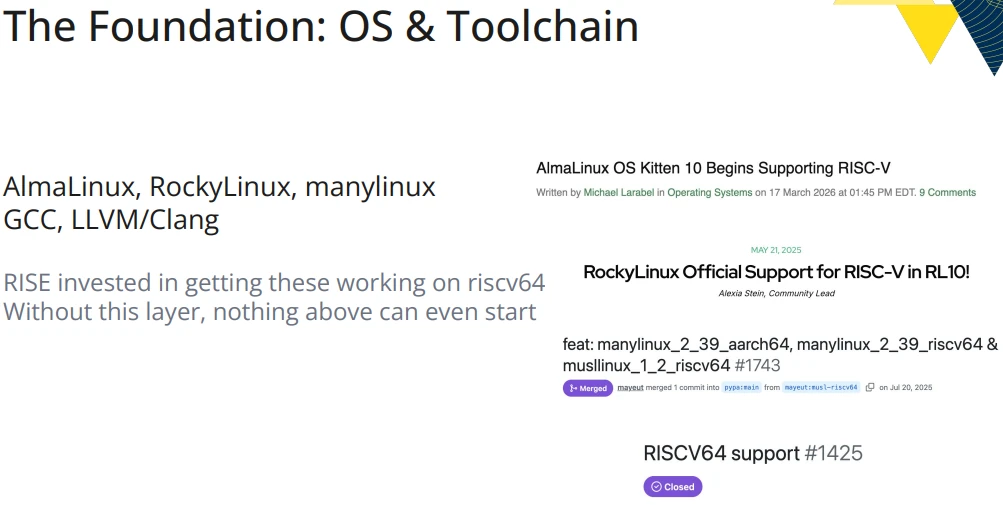 The Foundation: OS & Toolchain
AlmaLinux, RockyLinux, manylinux
GCC, LLVM/Clang
RISE invested in getting these working on riscv64
Without this layer, nothing above can even start
AlmaLinux OS Kitten 10 Begins Supporting RISC-V
Written by Michael Larabel in Operating Systems on 17 March 2026 at 01:45 PM EDT. 9 Comments
MAY 21, 2025
RockyLinux Official Support for RISC-V in RL10!
Alexia Stein, Community Lead
feat: manylinux_2_39_aarch64, manylinux_2_39_riscv64 &
musllinux_1_2_riscv64 #1743
Merged mayeut merged 1 commit into pypa:main from mayeut:musl-riscv64 on Jul 20, 2025
RISCV64 support #1425
Closed